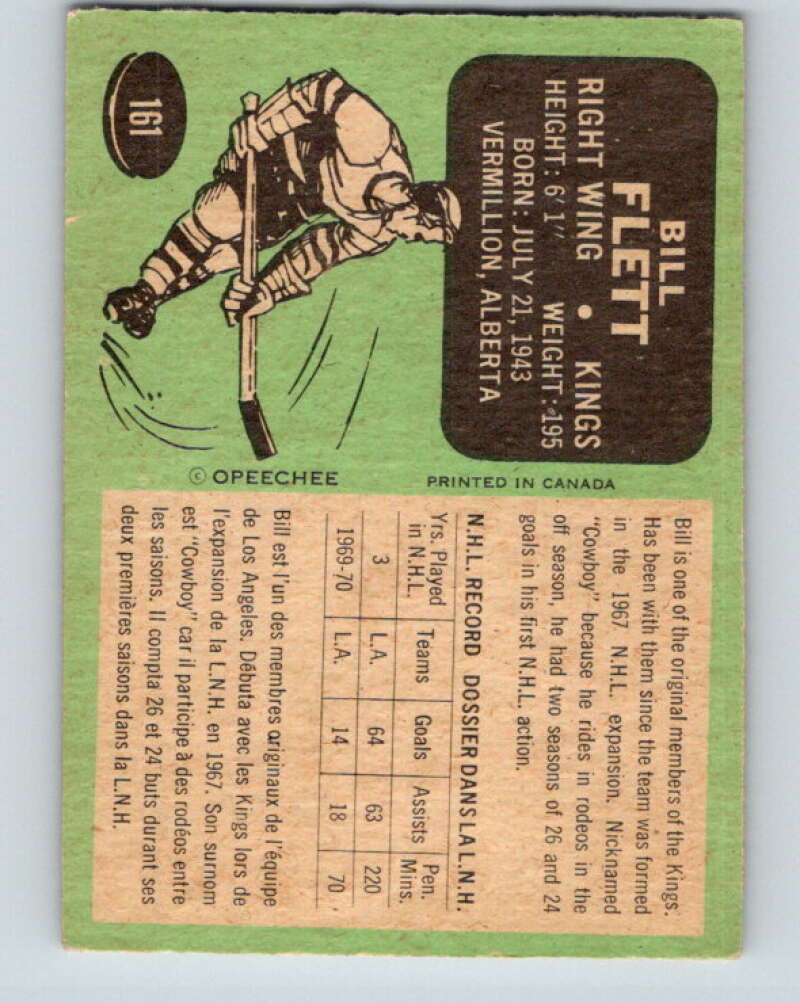 161
BILL
FLETT
RIGHT WING • KINGS
HEIGHT: 6' 1" WEIGHT: 195
BORN: JULY 21, 1943
VERMILLION, ALBERTA
© OPEECHEE
PRINTED IN CANADA
Bill is one of the original members of the Kings.
Has been with them since the team was formed
in the 1967 N.H.L. expansion. Nicknamed
"Cowboy" because he rides in rodeos in the
off season, he had two seasons of 26 and 24
goals in his first N.H.L. action.
N.H.L. RECORD DOSSIER DANS LA L.N.H.
Yrs. Played in N.H.L. Teams Goals Assists Pen. Mins.
3 L.A. 64 63 220
1969-70 L.A. 14 18 70
Bill est l'un des membres originaux de l'équipe
de Los Angeles. Débuta avec les Kings lors de
l'expansion de la L.N.H. en 1967. Son surnom
est "Cowboy" car il participe à des rodéos entre
les saisons. Il compta 26 et 24 buts durant ses
deux premières saisons dans la L.N.H.